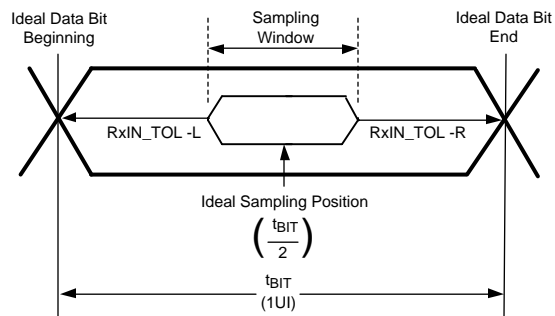 Ideal Data Bit
Beginning
Sampling
Window
Ideal Data Bit
End
RxIN_TOL -L
RxIN_TOL -R
Ideal Sampling Position
(tBIT
2)
tBIT
(1UI)